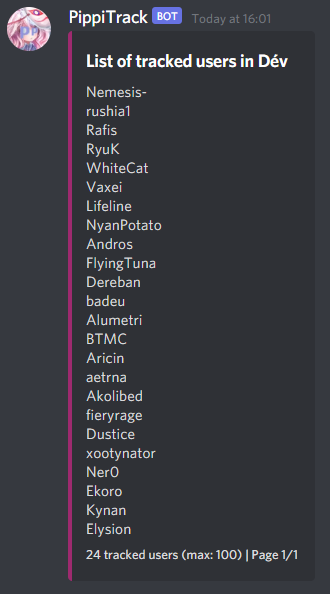 PippiTrack BOT Today at 16:01
List of tracked users in Dév
Nemesis-
rushia1
Rafis
RyuK
WhiteCat
Vaxei
Lifeline
NyanPotato
Andros
FlyingTuna
Dereban
badeu
Alumetri
BTMC
Aricin
aetrna
Akolibed
fieryrage
Dustice
xootynator
Ner0
Ekoro
Kynan
Elysion
24 tracked users (max: 100) | Page 1/1